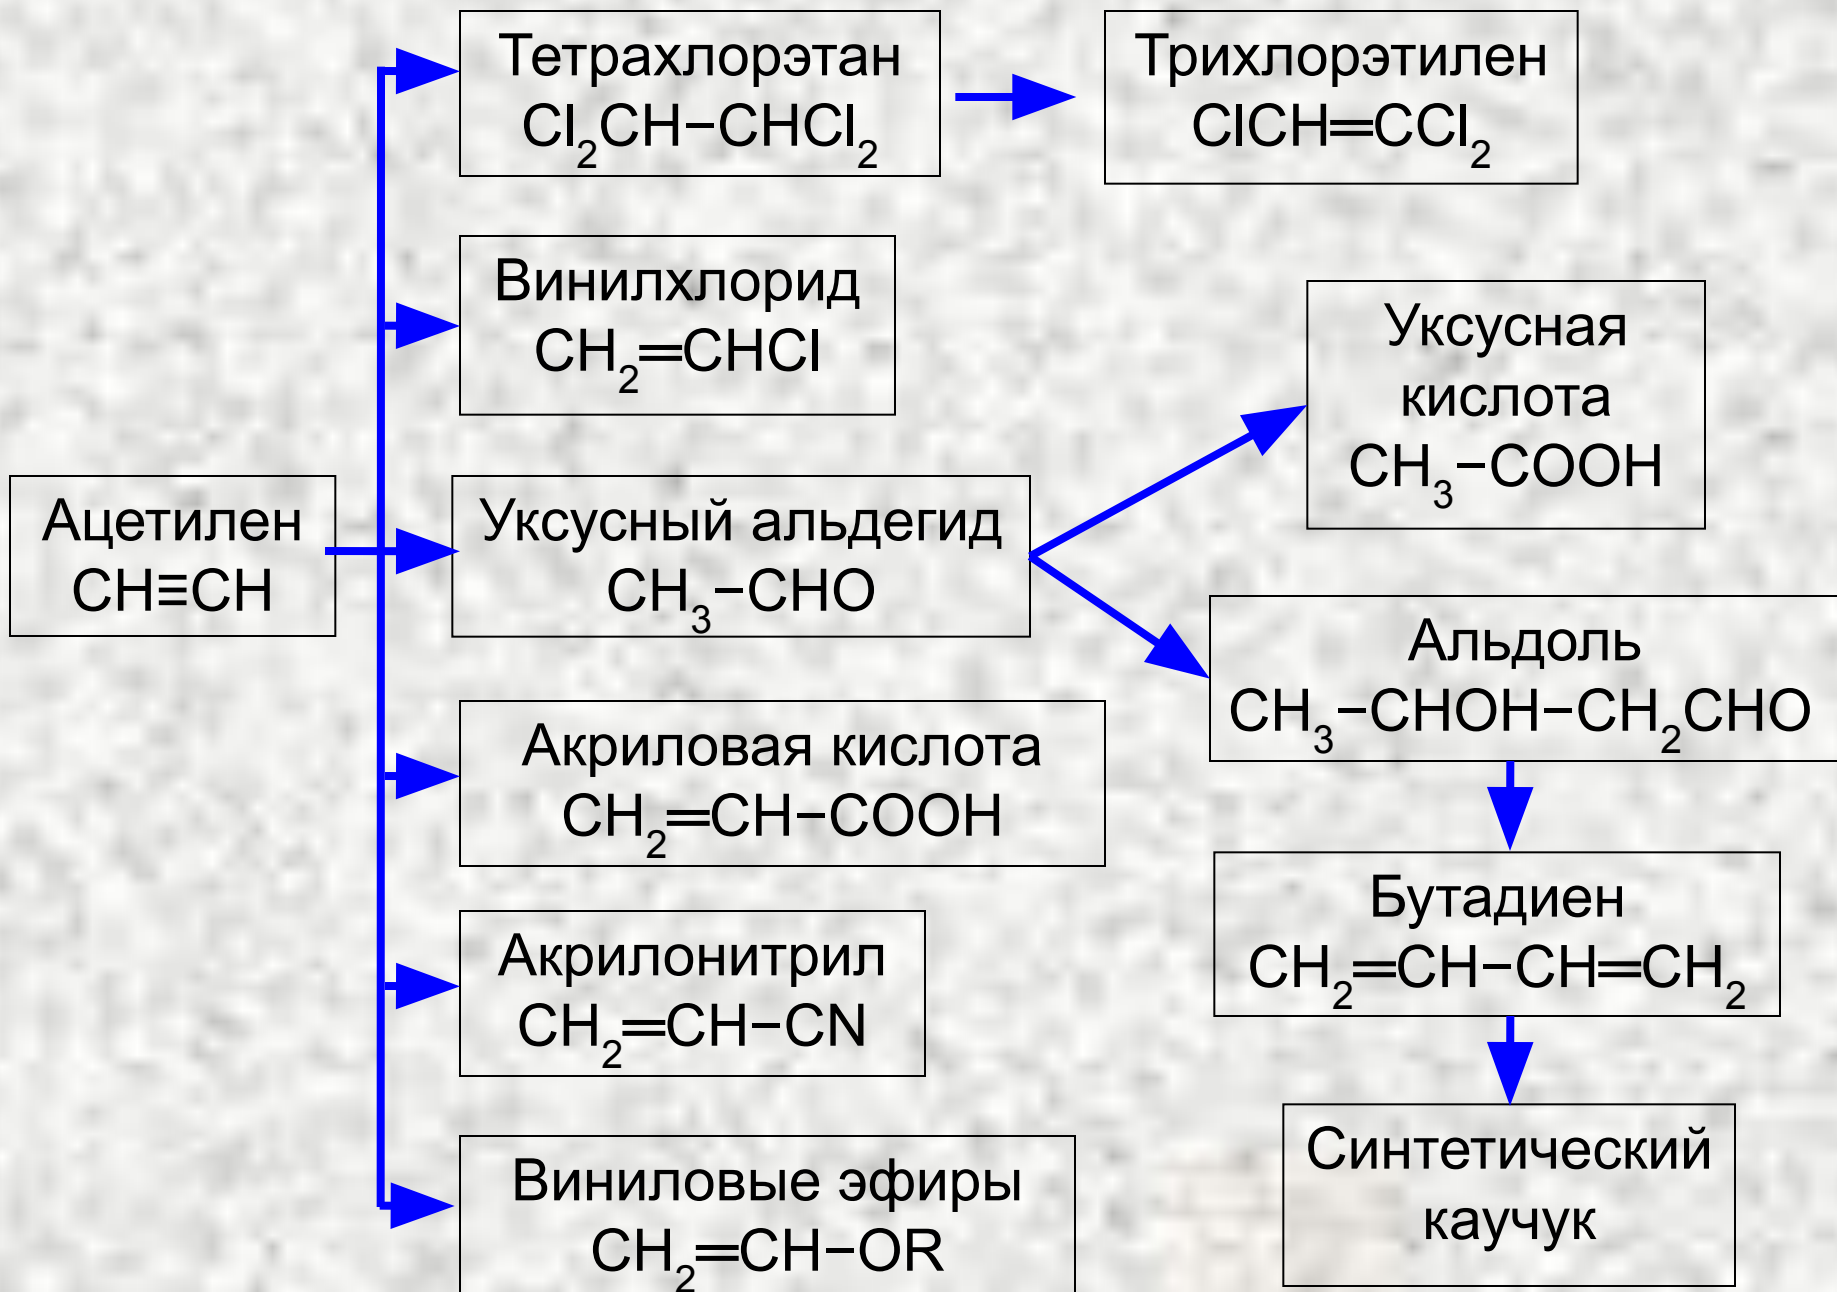 Тетрахлорэтан
Cl₂CH–CHCl₂
Трихлорэтилен
ClCH=CCl₂
Винилхлорид
CH₂=CHCl
Уксусная
кислота
CH₃–COOH
Ацетилен
CH≡CH
Уксусный альдегид
CH₃–CHO
Альдоль
CH₃–CHOH–CH₂CHO
Акриловая кислота
CH₂=CH–COOH
Бутадиен
CH₂=CH–CH=CH₂
Акрилонитрил
CH₂=CH–CN
Синтетический
каучук
Виниловые эфиры
CH₂=CH–OR